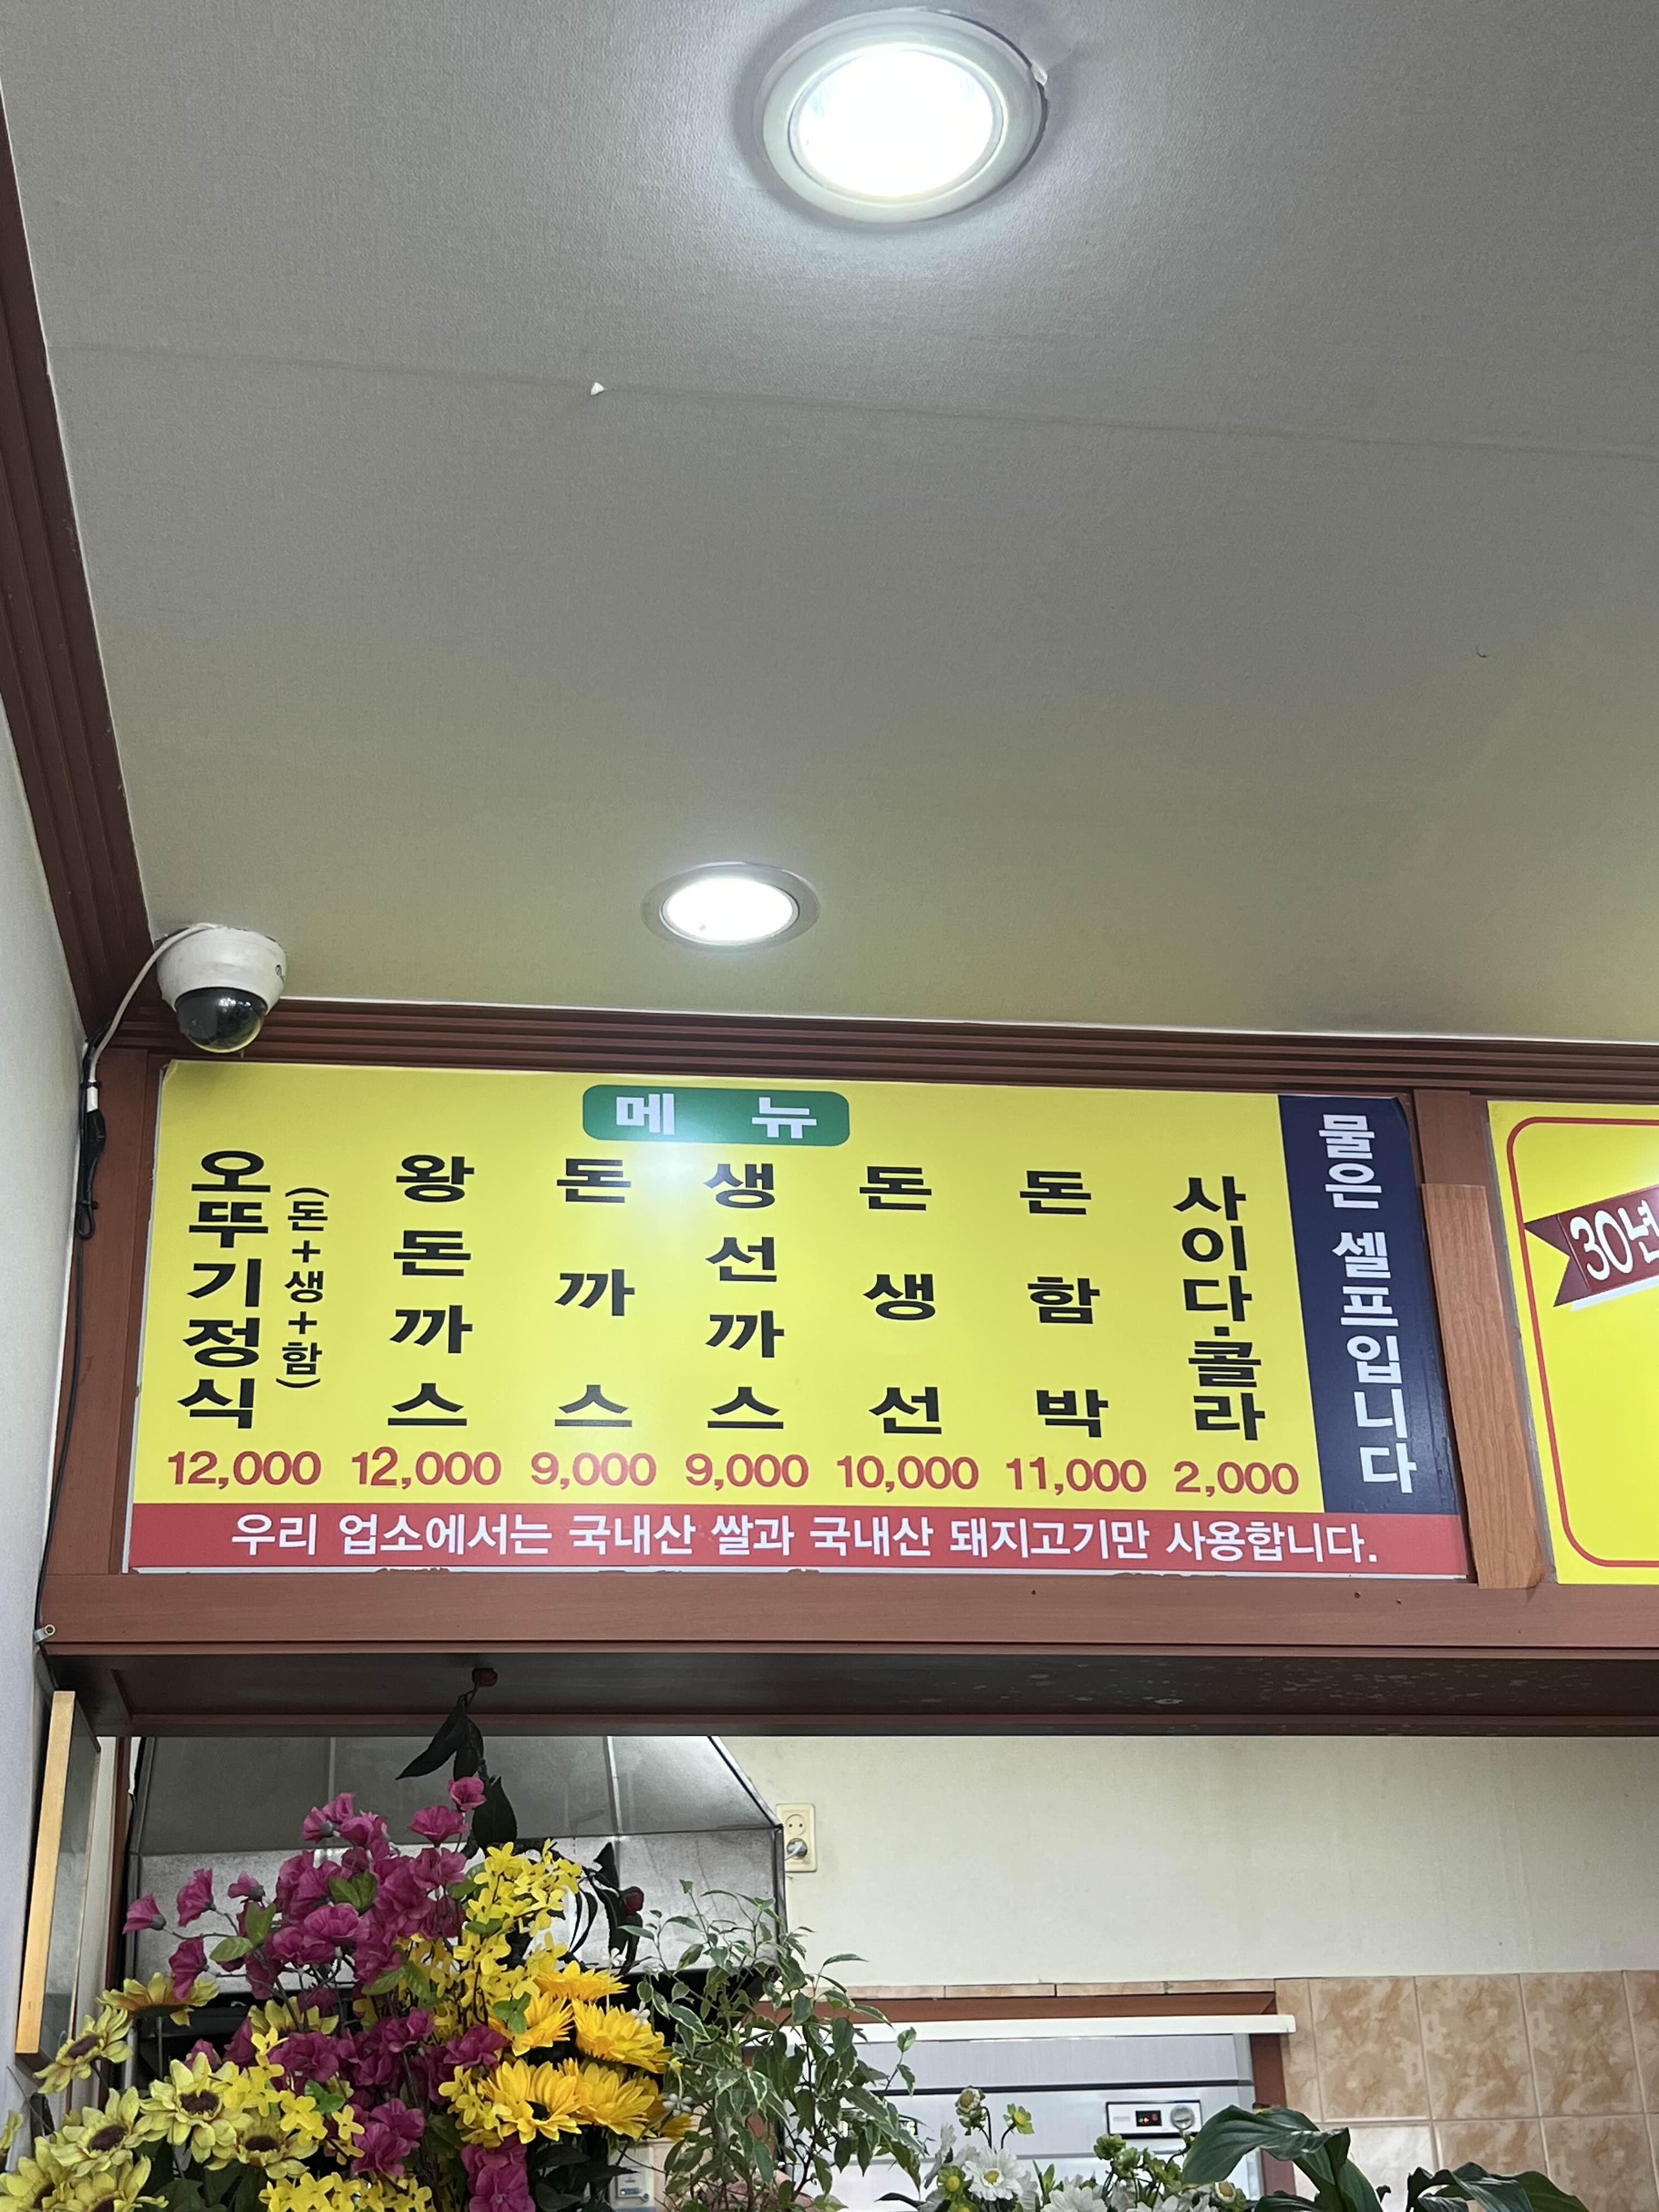 메 뉴
오뚜기정식
(돈+생+함)
12,000
왕돈까스
12,000
돈까스
9,000
생선까스
9,000
돈생선
10,000
돈함박
11,000
사이다·콜라
2,000
물은 셀프입니다
우리 업소에서는 국내산 쌀과 국내산 돼지고기만 사용합니다.
30년